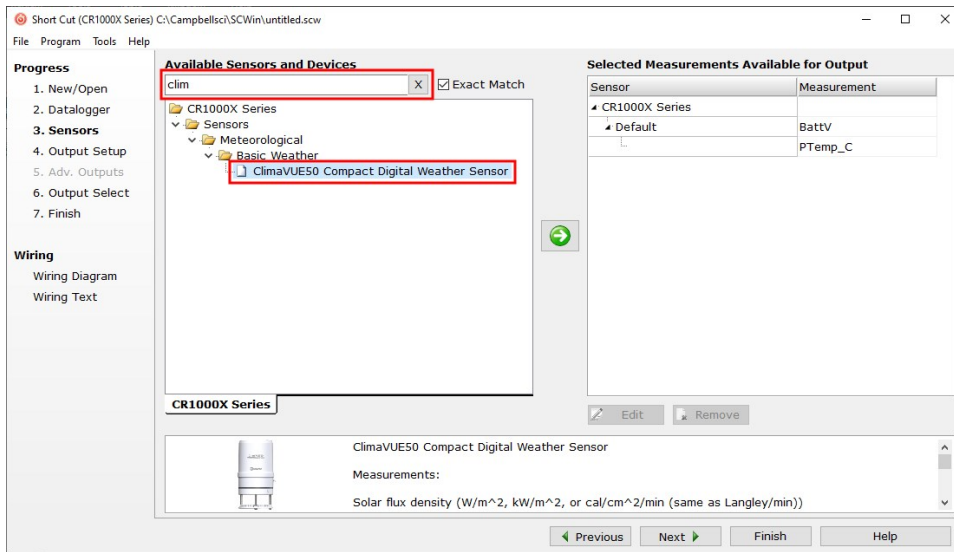 Short Cut (CR1000X Series) C:\Campbellsci\SCWin\untitled.scw
File Program Tools Help
Progress
1. New/Open
2. Datalogger
3. Sensors
4. Output Setup
5. Adv. Outputs
6. Output Select
7. Finish
Wiring
Wiring Diagram
Wiring Text
Available Sensors and Devices
clim X Exact Match
CR1000X Series
Sensors
Meteorological
Basic Weather
ClimaVUE50 Compact Digital Weather Sensor
CR1000X Series
Selected Measurements Available for Output
Sensor Measurement
CR1000X Series
Default BattV
PTemp_C
Edit Remove
ClimaVUE50 Compact Digital Weather Sensor
Measurements:
Solar flux density (W/m^2, kW/m^2, or cal/cm^2/min (same as Langley/min))
Previous Next Finish Help